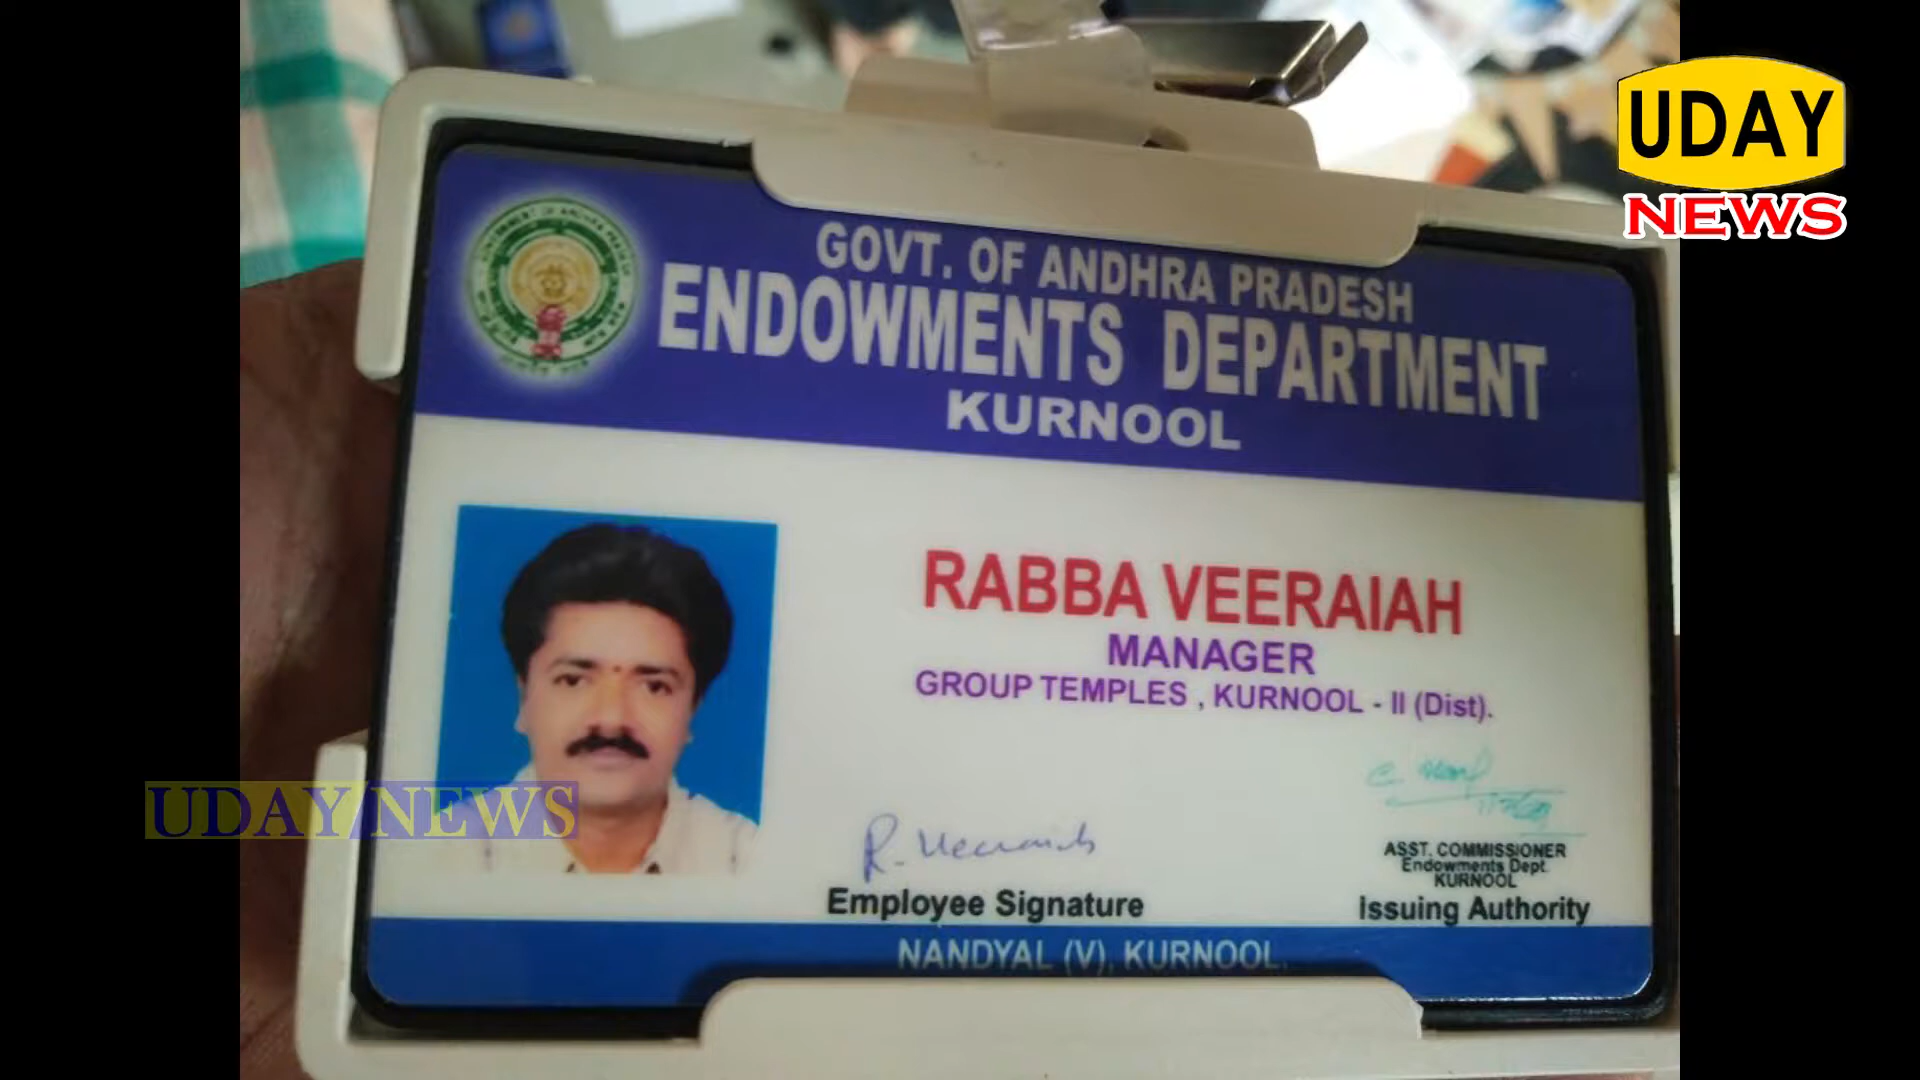 UDAY
NEWS
GOVT. OF ANDHRA PRADESH
ENDOWMENTS DEPARTMENT
KURNOOL
RABBA VEERAIAH
MANAGER
GROUP TEMPLES , KURNOOL - II (Dist).
UDAY NEWS
R. Veeraiah
Employee Signature
ASST. COMMISSIONER
Endowments Dept.
KURNOOL
Issuing Authority
NANDYAL (V), KURNOOL.